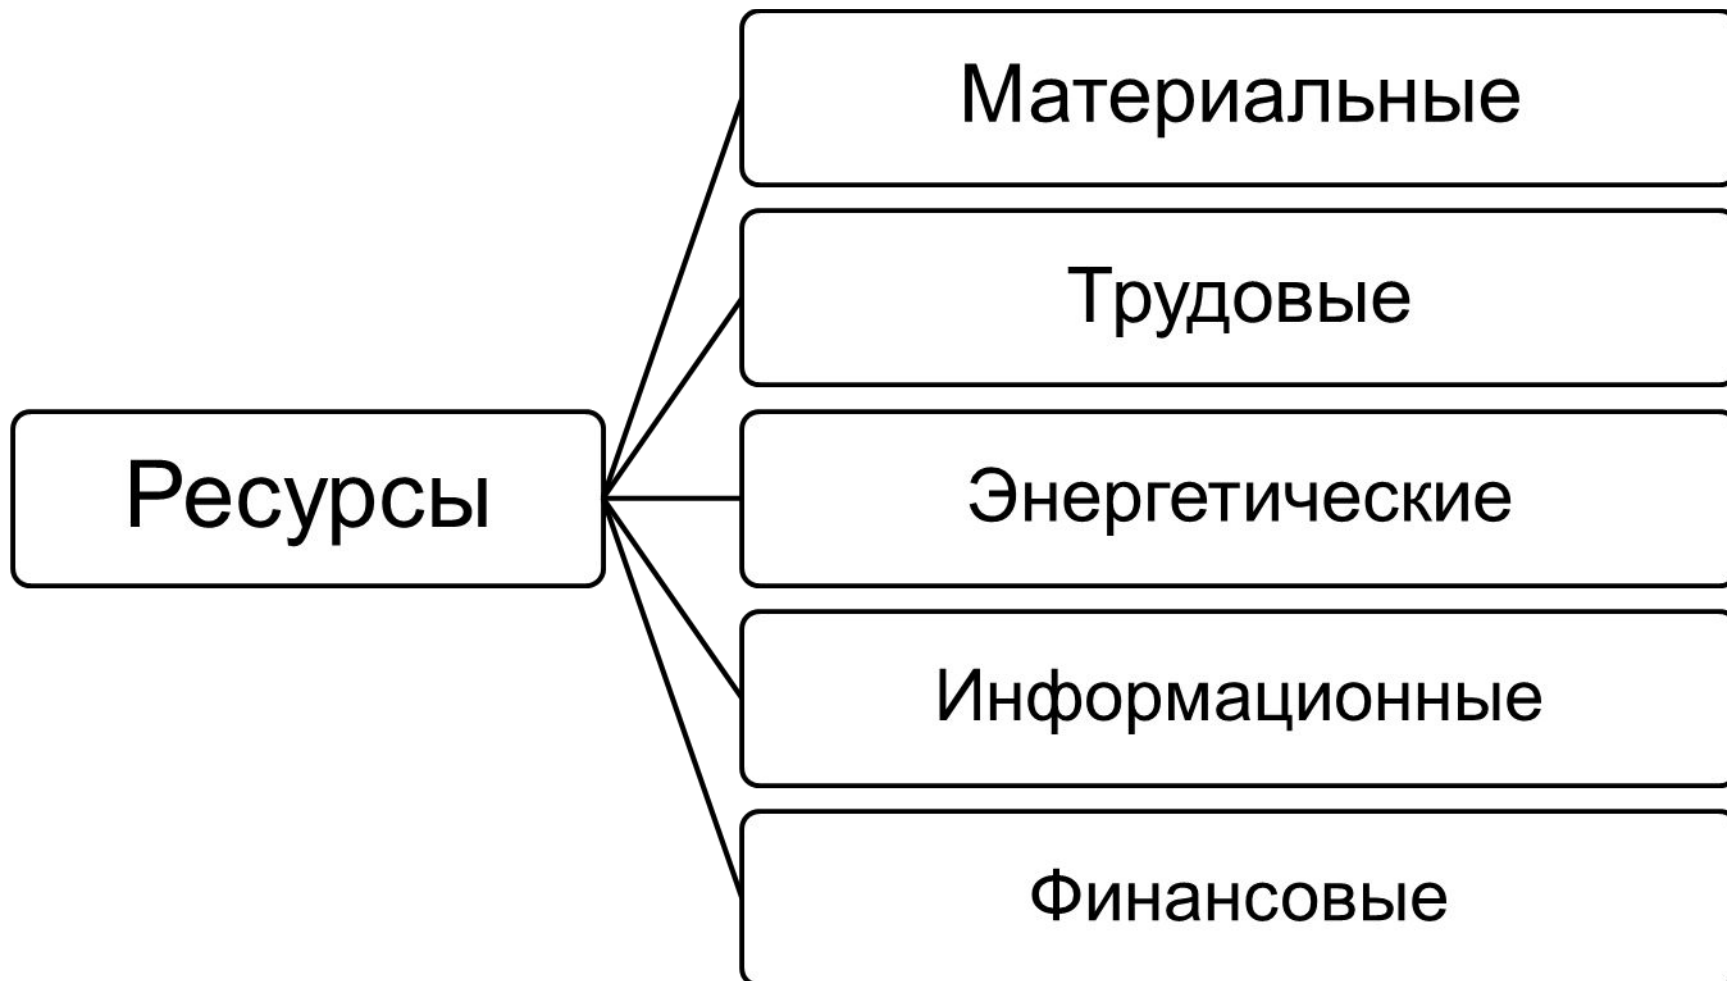 Материальные
Трудовые
Ресурсы
Энергетические
Информационные
Финансовые